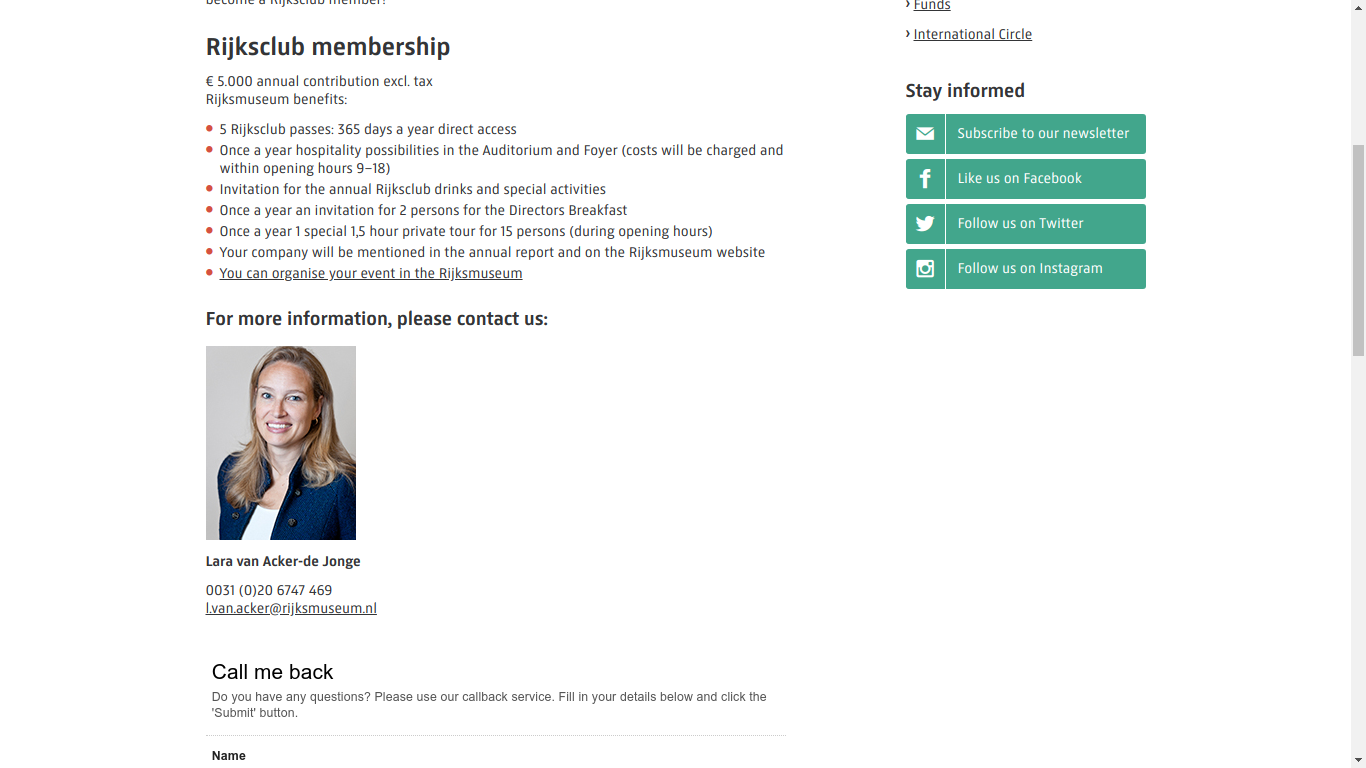 become a Rijksclub member!
Rijksclub membership
€ 5.000 annual contribution excl. tax
Rijksmuseum benefits:
5 Rijksclub passes: 365 days a year direct access
Once a year hospitality possibilities in the Auditorium and Foyer (costs will be charged and
within opening hours 9–18)
Invitation for the annual Rijksclub drinks and special activities
Once a year an invitation for 2 persons for the Directors Breakfast
Once a year 1 special 1,5 hour private tour for 15 persons (during opening hours)
Your company will be mentioned in the annual report and on the Rijksmuseum website
You can organise your event in the Rijksmuseum
For more information, please contact us:
Lara van Acker-de Jonge
0031 (0)20 6747 469
l.van.acker@rijksmuseum.nl
Call me back
Do you have any questions? Please use our callback service. Fill in your details below and click the
'Submit' button.
Name
› Funds
› International Circle
Stay informed
Subscribe to our newsletter
Like us on Facebook
Follow us on Twitter
Follow us on Instagram